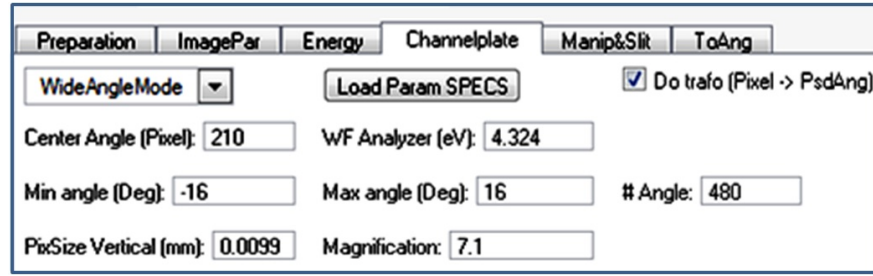 Preparation ImagePar Energy Channelplate Manip&Slit ToAng
WideAngleMode Load Param SPECS Do trafo (Pixel -> PsdAng)
Center Angle (Pixel): 210 WF Analyzer (eV): 4.324
Min angle (Deg): -16 Max angle (Deg): 16 # Angle: 480
PixSize Vertical (mm): 0.0099 Magnification: 7.1